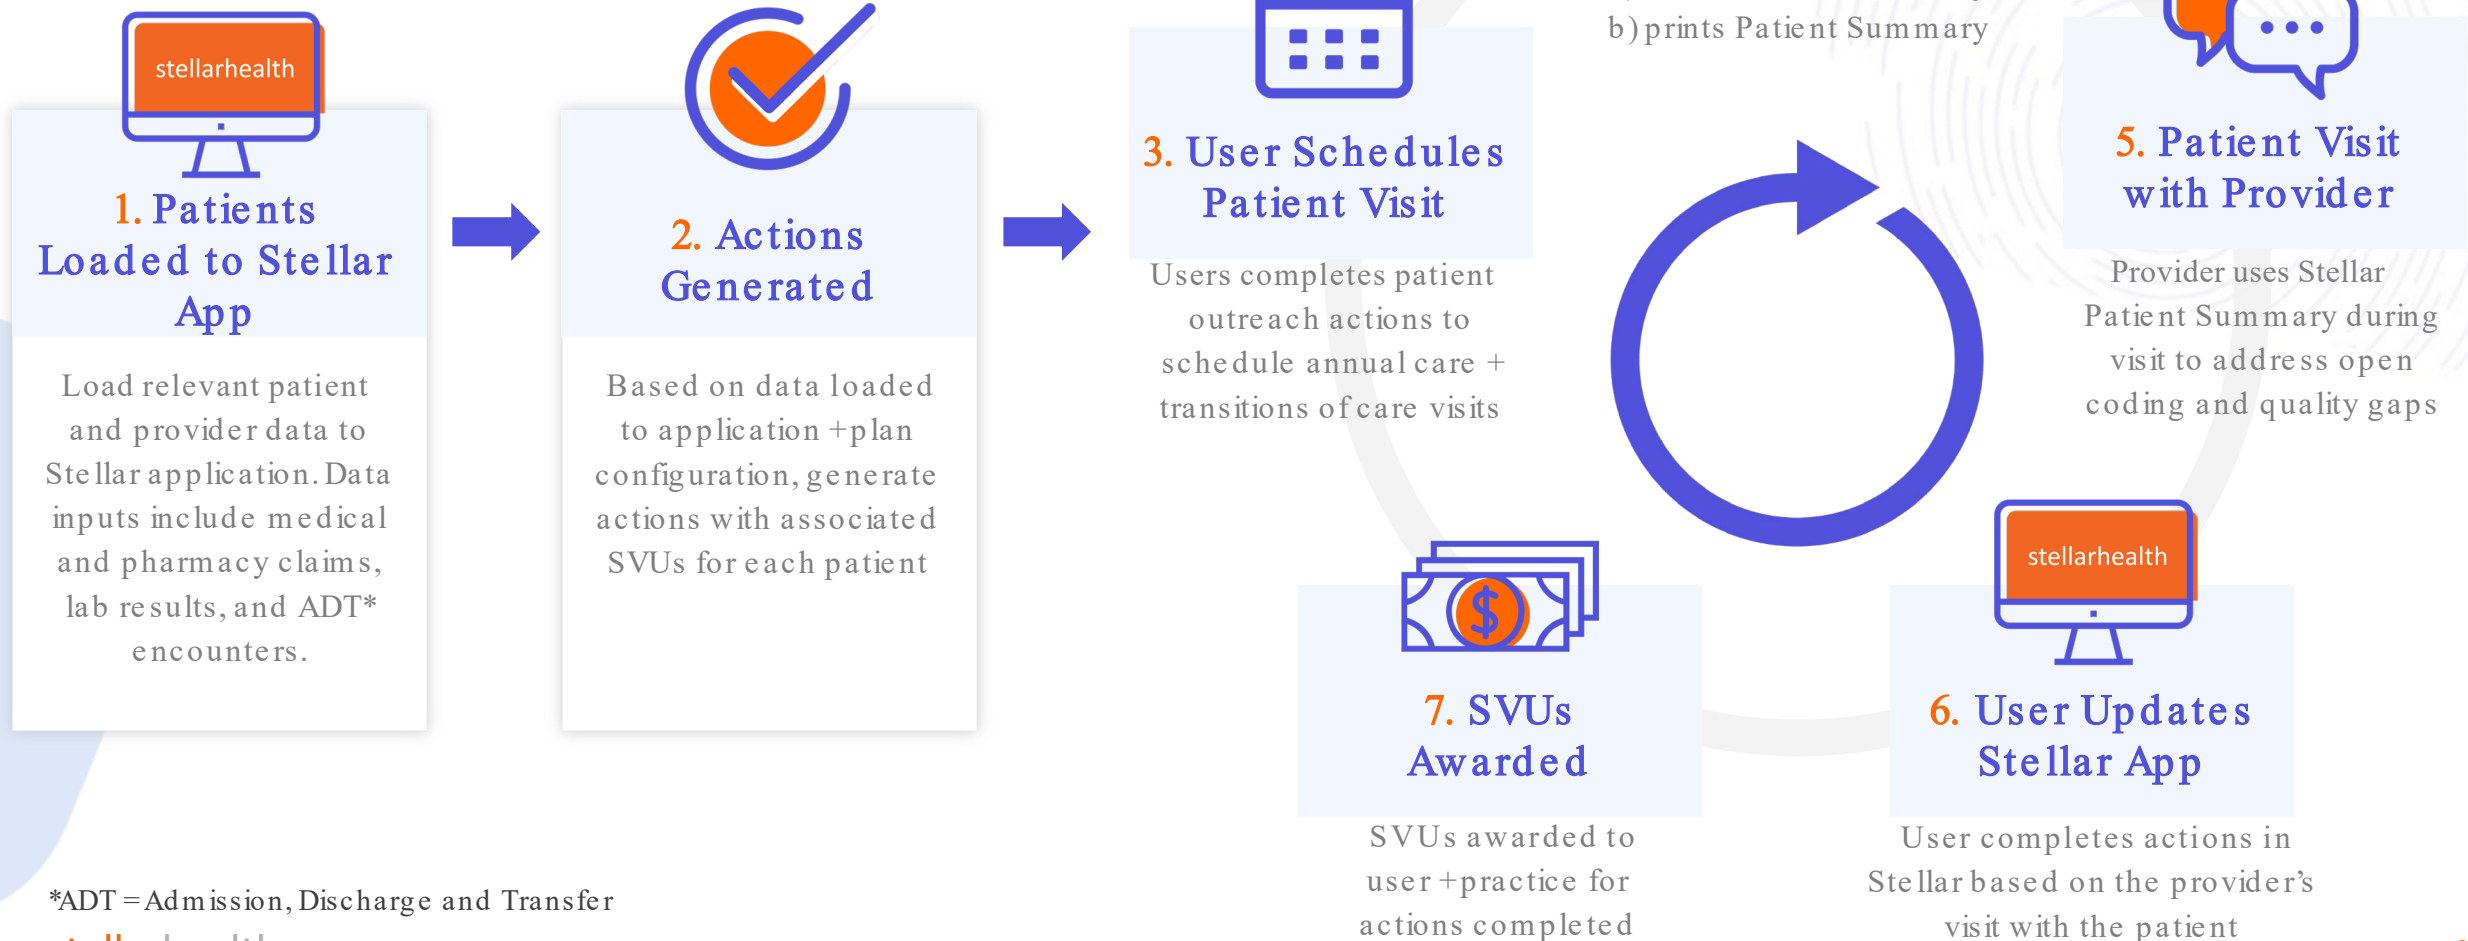 stellarhealth
1. Patients
Loaded to Stellar
App
Load relevant patient
and provider data to
Stellar application. Data
inputs include medical
and pharmacy claims,
lab results, and ADT*
encounters.
2. Actions
Generated
Based on data loaded
to application + plan
configuration, generate
actions with associated
SVUs for each patient
3. User Schedules
Patient Visit
Users completes patient
outreach actions to
schedule annual care +
transitions of care visits
b) prints Patient Summary
5. Patient Visit
with Provider
Provider uses Stellar
Patient Summary during
visit to address open
coding and quality gaps
stellarhealth
6. User Updates
Stellar App
User completes actions in
Stellar based on the provider’s
visit with the patient
7. SVUs
Awarded
SVUs awarded to
user + practice for
actions completed
*ADT = Admission, Discharge and Transfer